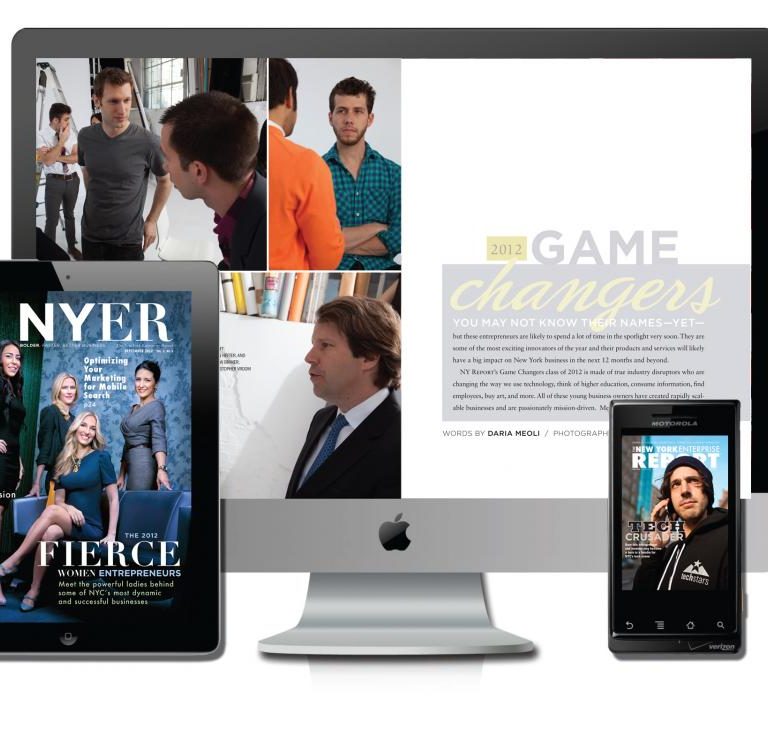 2012 GAME
changers
YOU MAY NOT KNOW THEIR NAMES—YET—
but these entrepreneurs are likely to spend a lot of time in the spotlight very soon. They are
some of the most exciting innovators of the year and their products and services will likely
have a big impact on New York business in the next 12 months and beyond.
NY REPORT's Game Changers class of 2012 is made of true industry disruptors who are
changing the way we use technology, think of higher education, consume information, find
employees, buy art, and more. All of these young business owners have created rapidly scal-
able businesses and are passionately mission-driven.
WORDS BY DARIA MEOLI / PHOTOGRAPH
NYER
BOLDER. FASTER. BETTER BUSINESS.
SEPTEMBER 2012
Optimizing
Your
Marketing
for Mobile
Search
p24
THE 2012
FIERCE
WOMEN ENTREPRENEURS
Meet the powerful ladies behind
some of NYC's most dynamic
and successful businesses
MOTOROLA
THE NEW YORK ENTERPRISE
REPORT
TECH
CRUSADER
techstars
verizon